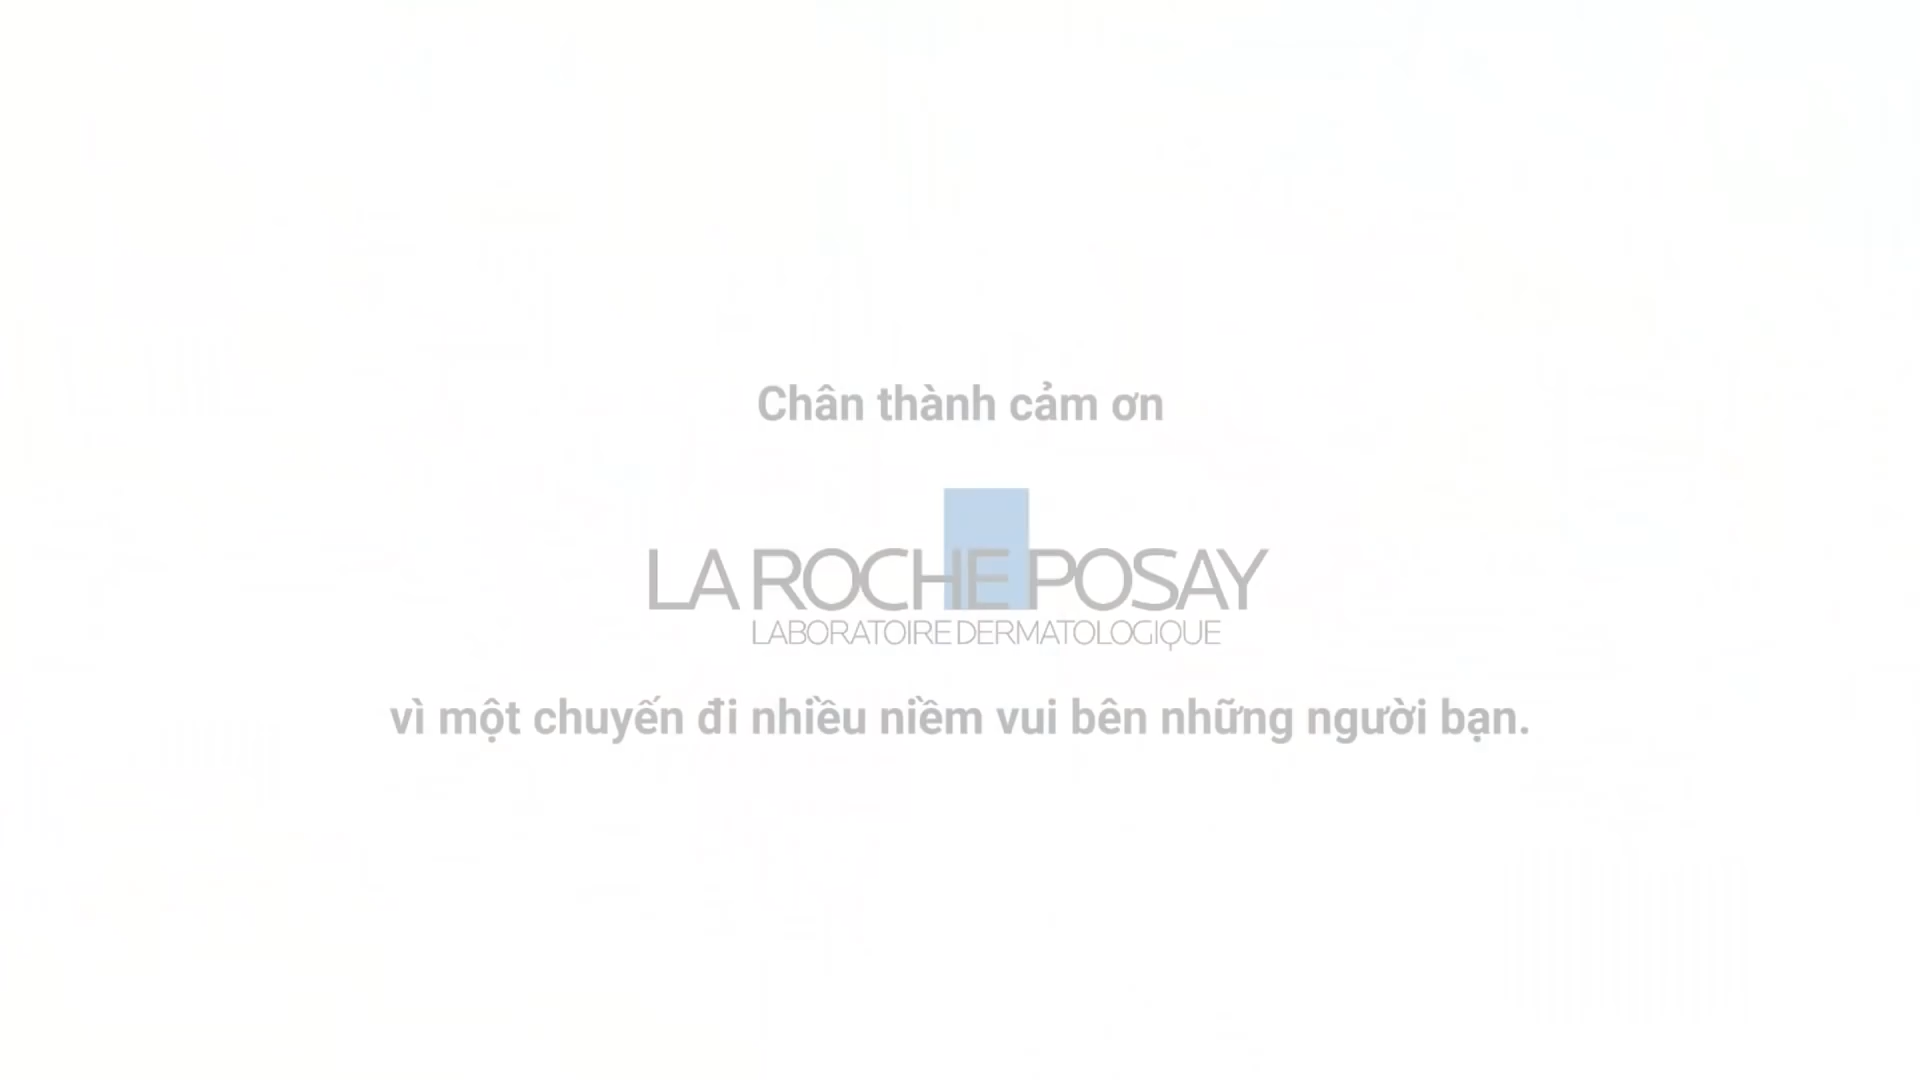 Chân thành cảm ơn
LA ROCHE POSAY
LABORATOIRE DERMATOLOGIQUE
vì một chuyến đi nhiều niềm vui bên những người bạn.